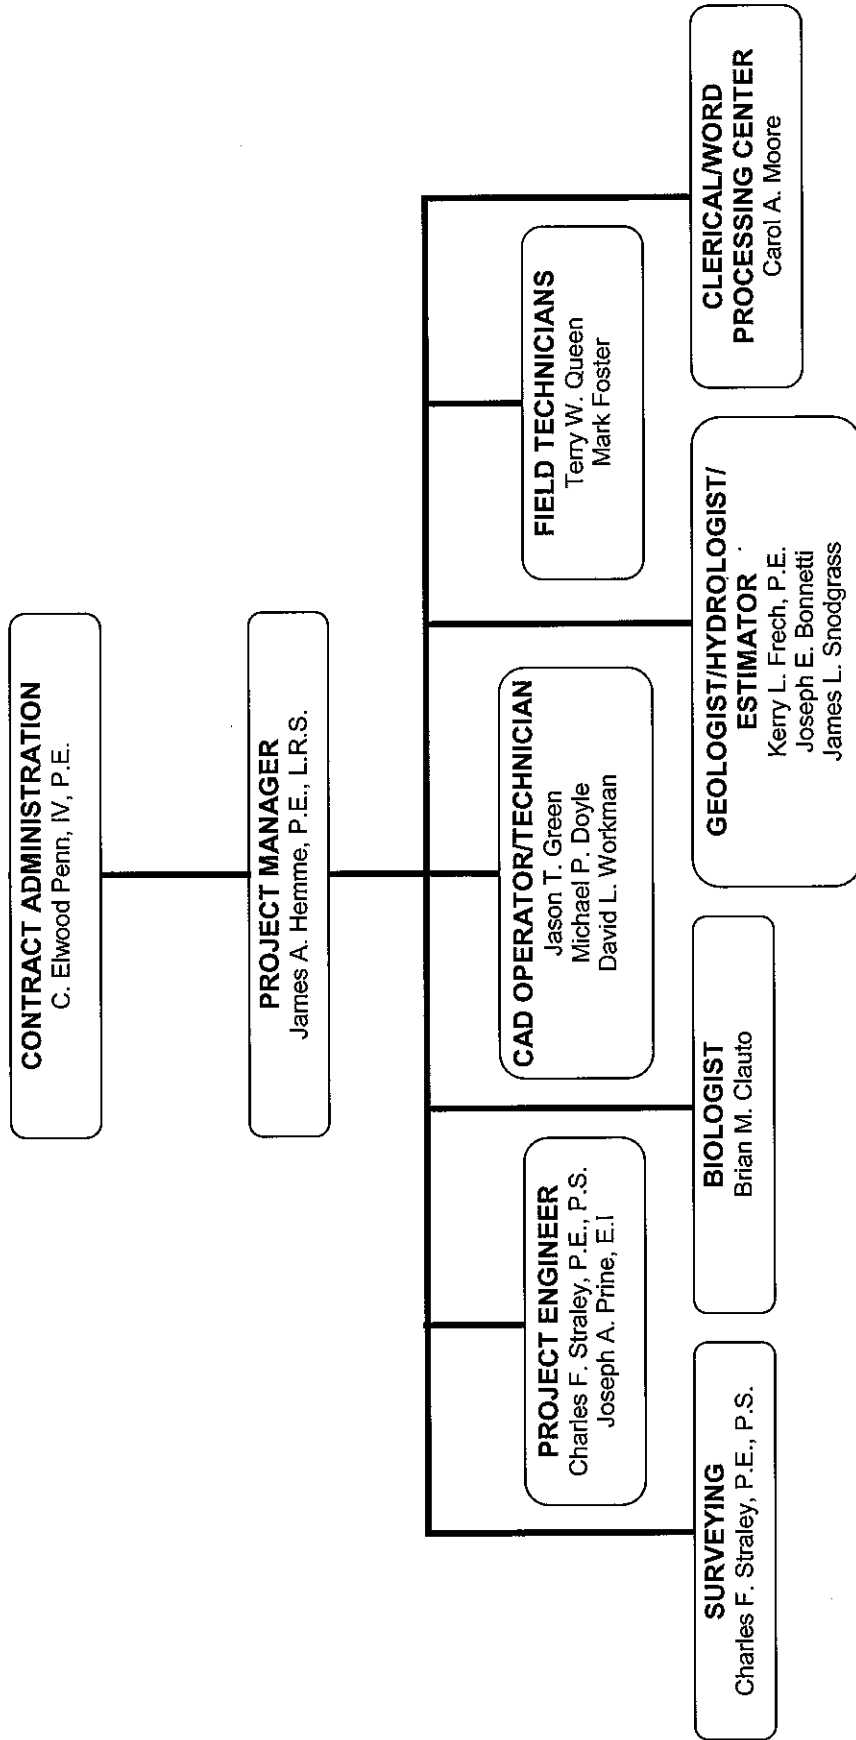 CONTRACT ADMINISTRATION
C. Elwood Penn, IV, P.E.
PROJECT MANAGER
James A. Hemme, P.E., L.R.S.
PROJECT ENGINEER
Charles F. Straley, P.E., P.S.
Joseph A. Prine, E.I
CAD OPERATOR/TECHNICIAN
Jason T. Green
Michael P. Doyle
David L. Workman
FIELD TECHNICIANS
Terry W. Queen
Mark Foster
SURVEYING
Charles F. Straley, P.E., P.S.
BIOLOGIST
Brian M. Clauto
GEOLOGIST/HYDROLOGIST/
ESTIMATOR
Kerry L. Frech, P.E.
Joseph E. Bonnetti
James L. Snodgrass
CLERICAL/WORD
PROCESSING CENTER
Carol A. Moore